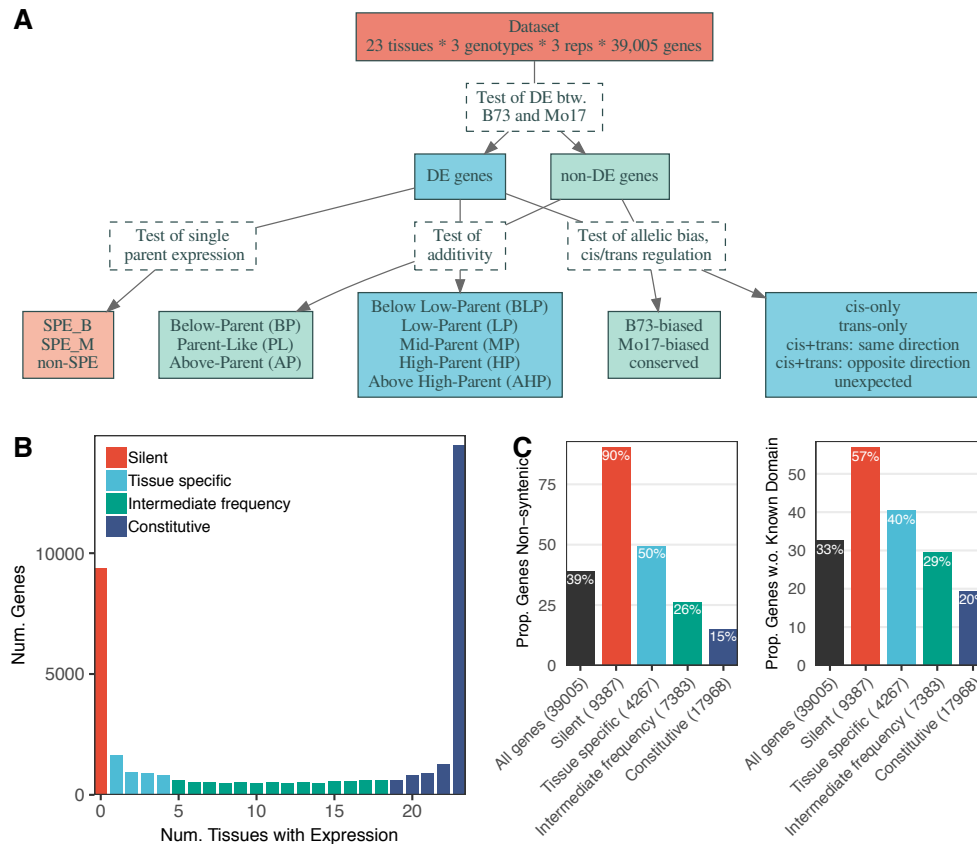 A
Dataset
23 tissues * 3 genotypes * 3 reps * 39,005 genes
Test of DE btw.
B73 and Mo17
DE genes
non-DE genes
Test of single
parent expression
Test of
additivity
Test of allelic bias,
cis/trans regulation
SPE_B
SPE_M
non-SPE
Below-Parent (BP)
Parent-Like (PL)
Above-Parent (AP)
Below Low-Parent (BLP)
Low-Parent (LP)
Mid-Parent (MP)
High-Parent (HP)
Above High-Parent (AHP)
B73-biased
Mo17-biased
conserved
cis-only
trans-only
cis+trans: same direction
cis+trans: opposite direction
unexpected
B
Silent
Tissue specific
Intermediate frequency
Constitutive
Num. Genes
10000
5000
0
0 5 10 15 20
Num. Tissues with Expression
C
Prop. Genes Non−syntenic
75
50
25
0
39%
90%
50%
26%
15%
All genes (39005)
Silent ( 9387)
Tissue specific ( 4267)
Intermediate frequency ( 7383)
Constitutive (17968)
Prop. Genes w.o. Known Domain
50
40
30
20
10
0
33%
57%
40%
29%
20%
All genes (39005)
Silent ( 9387)
Tissue specific ( 4267)
Intermediate frequency ( 7383)
Constitutive (17968)